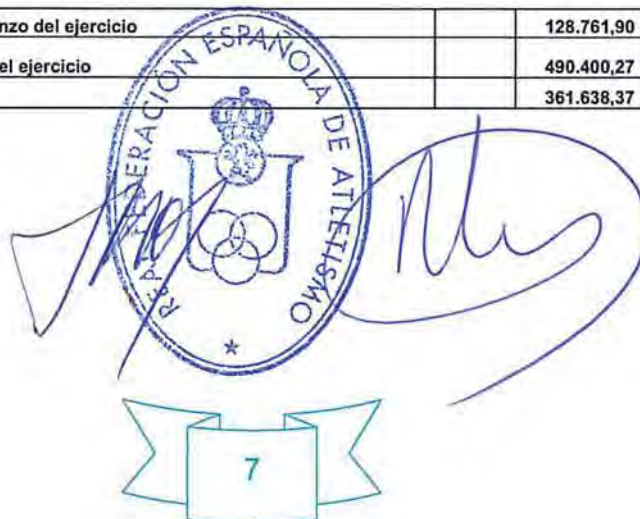 nzo del ejercicio 128.761,90
el ejercicio 490.400,27
361.638,37
REAL FEDERACIÓN ESPAÑOLA DE ATLETISMO
7